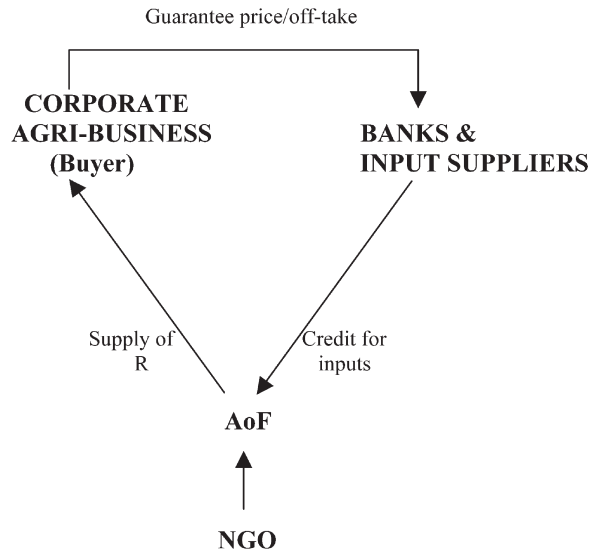 Guarantee price/off-take
CORPORATE
AGRI-BUSINESS
(Buyer)
BANKS &
INPUT SUPPLIERS
Supply of
R
Credit for
inputs
AoF
NGO